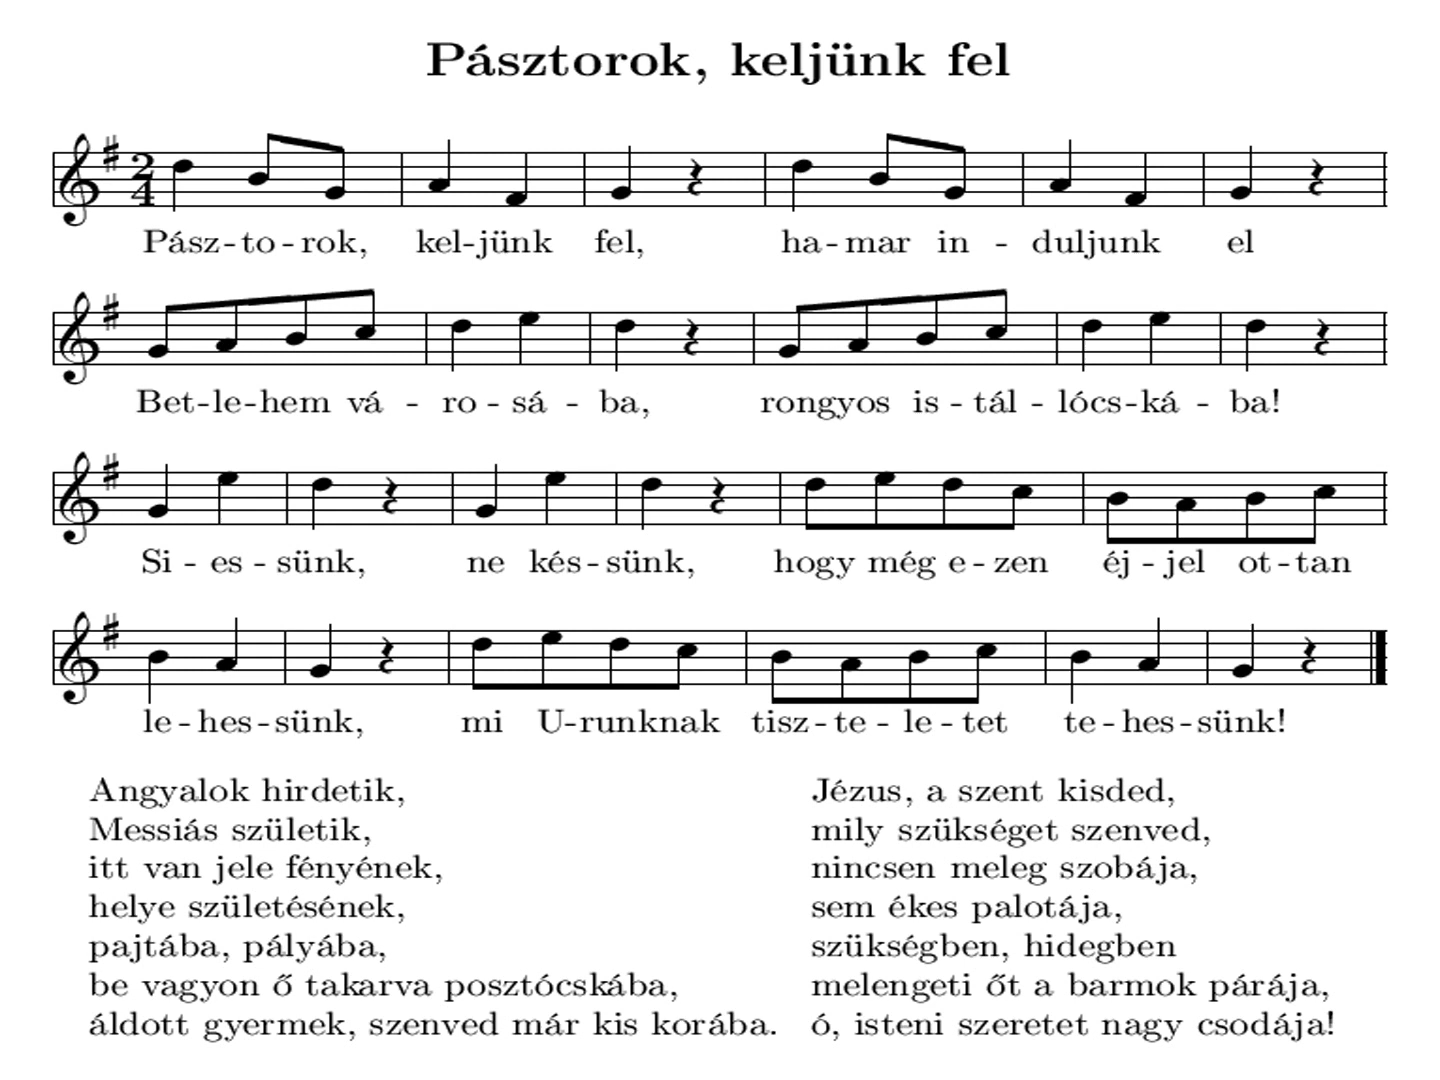 Pásztorok, keljünk fel
2
4
Pász-to-rok, kel-jünk fel, ha-mar in-duljunk el
Bet-le-hem vá-ro-sá-ba, rongyos is-tál-lócs-ká-ba!
Si-es-sünk, ne kés-sünk, hogy még e-zen éj-jel ot-tan
le-hes-sünk, mi U-runknak tisz-te-le-tet te-hes-sünk!
Angyalok hirdetik,
Messiás születik,
itt van jele fényének,
helye születésének,
pajtába, pályába,
be vagyon ő takarva posztócskába,
áldott gyermek, szenved már kis korába.
Jézus, a szent kisded,
mily szükséget szenved,
nincsen meleg szobája,
sem ékes palotája,
szükségben, hidegben
melengeti őt a barmok párája,
ó, isteni szeretet nagy csodája!